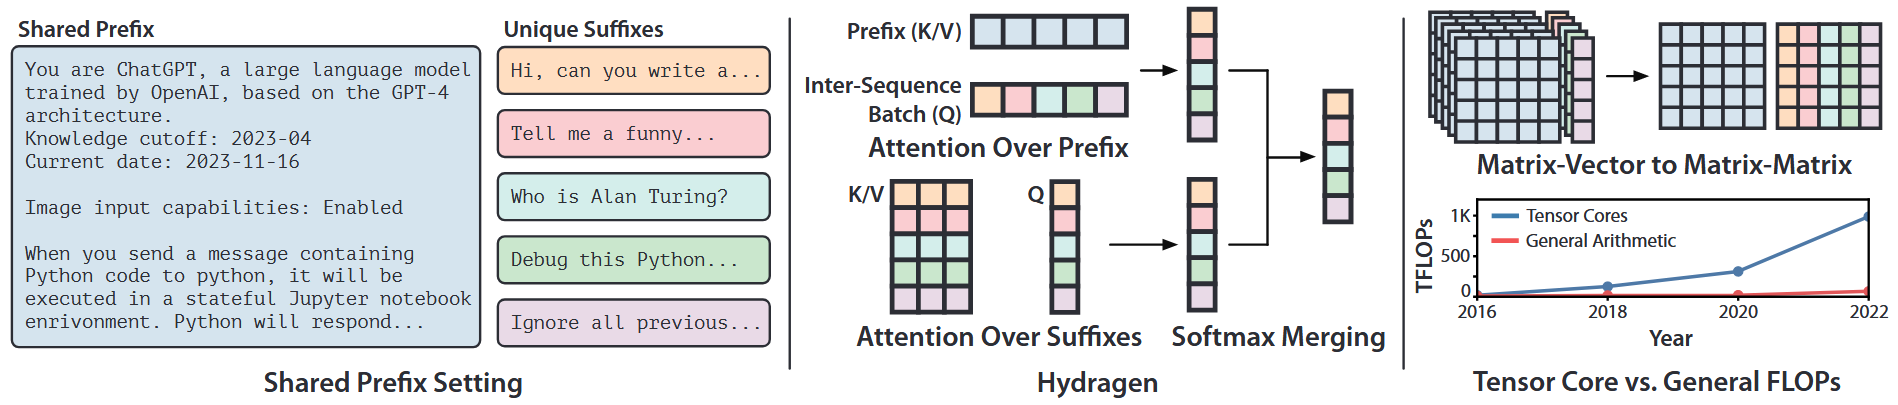 Shared Prefix
You are ChatGPT, a large language model
trained by OpenAI, based on the GPT-4
architecture.
Knowledge cutoff: 2023-04
Current date: 2023-11-16
Image input capabilities: Enabled
When you send a message containing
Python code to python, it will be
executed in a stateful Jupyter notebook
enrivonment. Python will respond...
Unique Suffixes
Hi, can you write a...
Tell me a funny...
Who is Alan Turing?
Debug this Python...
Ignore all previous...
Shared Prefix Setting
Prefix (K/V)
Inter-Sequence
Batch (Q)
Attention Over Prefix
K/V
Q
Attention Over Suffixes
Softmax Merging
Hydragen
Matrix-Vector to Matrix-Matrix
TFLOPs
1K
500
0
Tensor Cores
General Arithmetic
2016
2018
2020
2022
Year
Tensor Core vs. General FLOPs